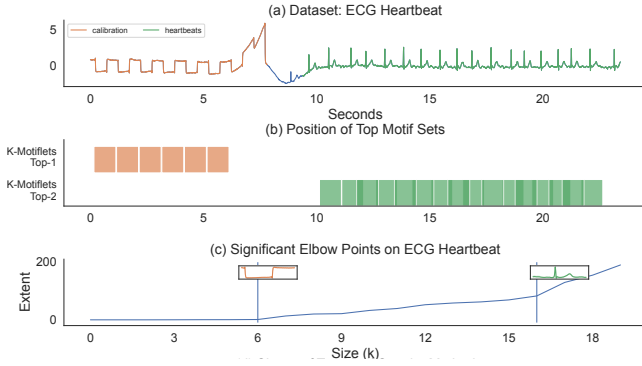 (a) Dataset: ECG Heartbeat
calibration
heartbeats
5
0
0 5 10 15 20
Seconds
(b) Position of Top Motif Sets
K-Motiflets
Top-1
K-Motiflets
Top-2
0 5 10 15 20
(c) Significant Elbow Points on ECG Heartbeat
200
0
Extent
0 3 6 9 12 15 18
Size (k)